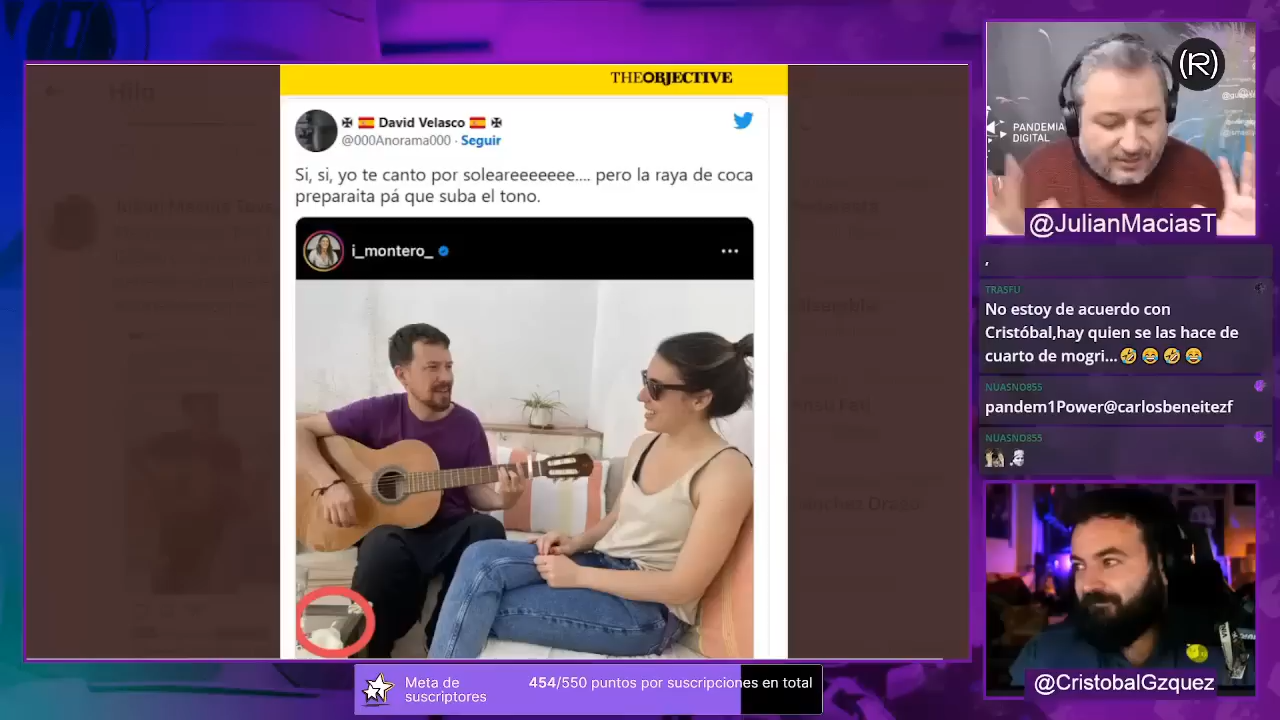 THEOBJECTIVE
✠ 🇪🇸 David Velasco 🇪🇸 ✠
@000Anorama000 · Seguir
Si, si, yo te canto por soleareeeeeee.... pero la raya de coca
preparaita pá que suba el tono.
i_montero_
Hilo
(R)
PANDEMIA
DIGITAL
@JulianMaciasT
,
TRASFU
No estoy de acuerdo con
Cristóbal,hay quien se las hace de
cuarto de mogri...🤣😂🤣😂
NUASNO855
pandem1Power@carlosbeneitezf
NUASNO855
@CristobalGzquez
Meta de
suscriptores
454/550 puntos por suscripciones en total